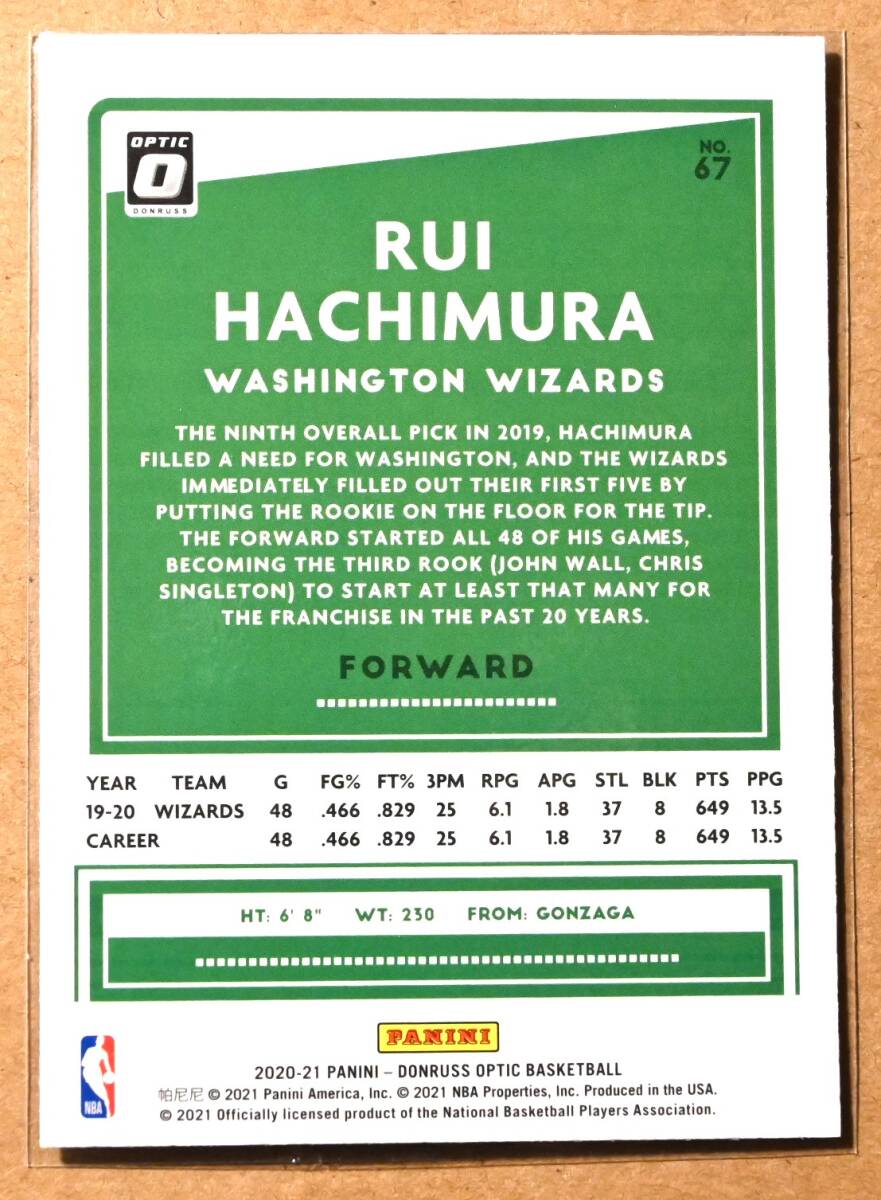 OPTIC
O
DONRUSS
NO.
67
RUI
HACHIMURA
WASHINGTON WIZARDS
THE NINTH OVERALL PICK IN 2019, HACHIMURA
FILLED A NEED FOR WASHINGTON, AND THE WIZARDS
IMMEDIATELY FILLED OUT THEIR FIRST FIVE BY
PUTTING THE ROOKIE ON THE FLOOR FOR THE TIP.
THE FORWARD STARTED ALL 48 OF HIS GAMES,
BECOMING THE THIRD ROOK (JOHN WALL, CHRIS
SINGLETON) TO START AT LEAST THAT MANY FOR
THE FRANCHISE IN THE PAST 20 YEARS.
FORWARD
YEAR TEAM G FG% FT% 3PM RPG APG STL BLK PTS PPG
19-20 WIZARDS 48 .466 .829 25 6.1 1.8 37 8 649 13.5
CAREER 48 .466 .829 25 6.1 1.8 37 8 649 13.5
HT: 6' 8" WT: 230 FROM: GONZAGA
PANINI
NBA
2020-21 PANINI – DONRUSS OPTIC BASKETBALL
帕尼尼 © 2021 Panini America, Inc. © 2021 NBA Properties, Inc. Produced in the USA.
© 2021 Officially licensed product of the National Basketball Players Association.